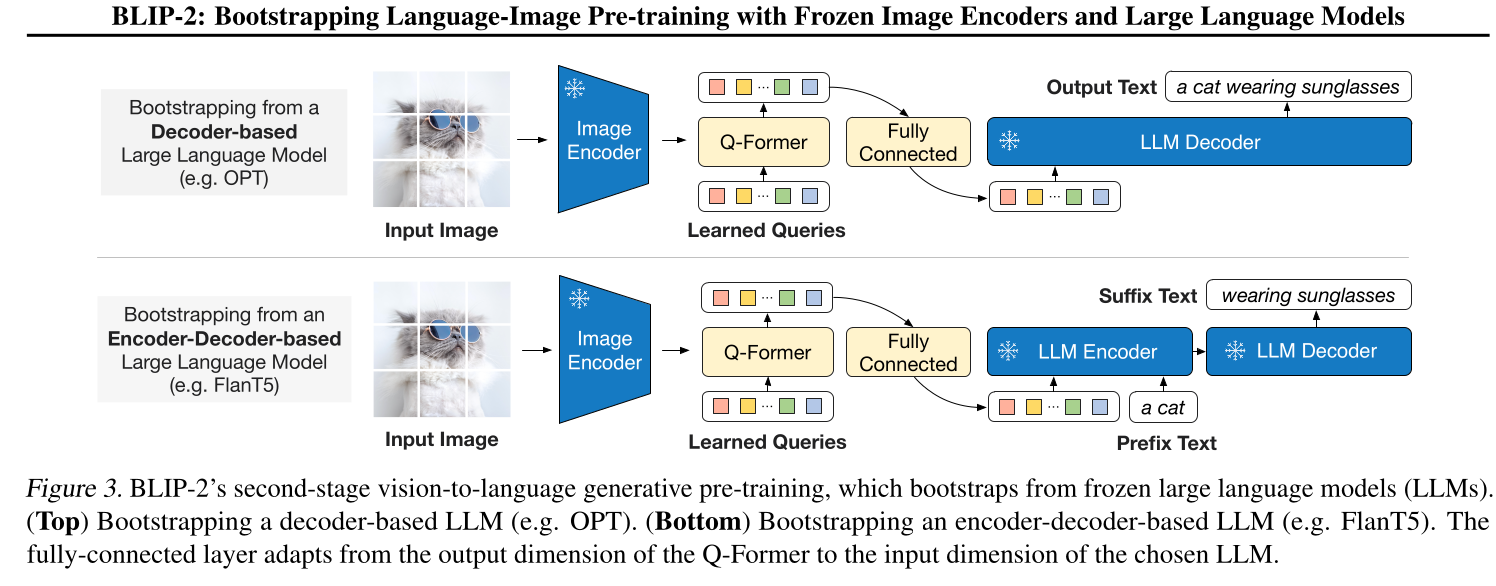 BLIP-2: Bootstrapping Language-Image Pre-training with Frozen Image Encoders and Large Language Models
Bootstrapping from a
Decoder-based
Large Language Model
(e.g. OPT)
Input Image
Image
Encoder
...
Q-Former
...
Learned Queries
Fully
Connected
Output Text
a cat wearing sunglasses
LLM Decoder
...
Bootstrapping from an
Encoder-Decoder-based
Large Language Model
(e.g. FlanT5)
Input Image
Image
Encoder
...
Q-Former
...
Learned Queries
Fully
Connected
Suffix Text
wearing sunglasses
LLM Encoder
LLM Decoder
...
a cat
Prefix Text
Figure 3. BLIP-2's second-stage vision-to-language generative pre-training, which bootstraps from frozen large language models (LLMs).
(Top) Bootstrapping a decoder-based LLM (e.g. OPT). (Bottom) Bootstrapping an encoder-decoder-based LLM (e.g. FlanT5). The
fully-connected layer adapts from the output dimension of the Q-Former to the input dimension of the chosen LLM.